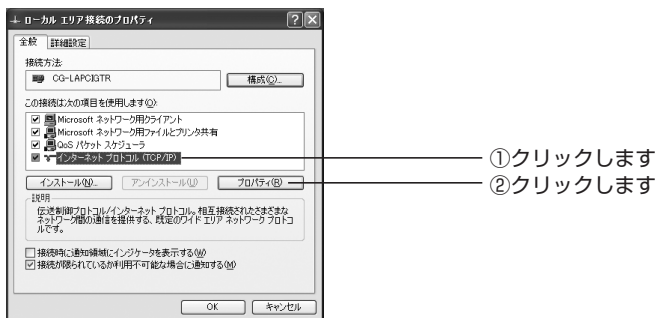 ローカル エリア接続のプロパティ
全般 詳細設定
接続方法:
CG-LAPCIGTR 構成(C)...
この接続は次の項目を使用します(O):
Microsoft ネットワーク用クライアント
Microsoft ネットワーク用ファイルとプリンタ共有
QoS パケット スケジューラ
インターネット プロトコル (TCP/IP)
①クリックします
インストール(N)... アンインストール(U) プロパティ(R)
②クリックします
説明
伝送制御プロトコル/インターネット プロトコル。相互接続されたさまざまな
ネットワーク間の通信を提供する、既定のワイド エリア ネットワーク プロトコ
ルです。
接続時に通知領域にインジケータを表示する(W)
接続が限られているか利用不可能な場合に通知する(M)
OK キャンセル